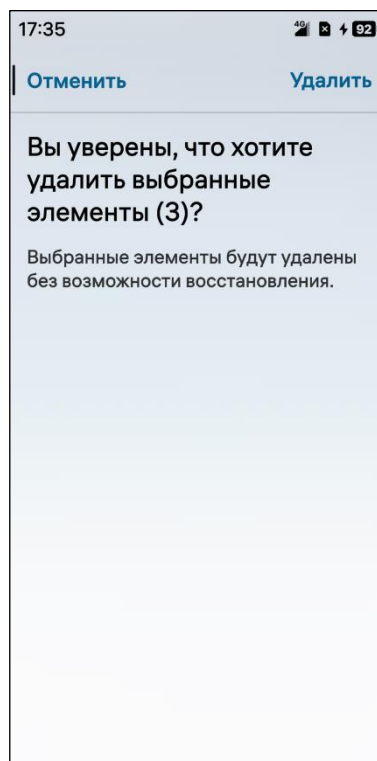 17:35
4G
92
Отменить
Удалить
Вы уверены, что хотите
удалить выбранные
элементы (3)?
Выбранные элементы будут удалены
без возможности восстановления.